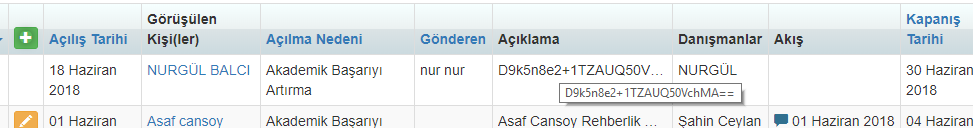 Açılış Tarihi Görüşülen Kişi(ler) Açılma Nedeni Gönderen Açıklama Danışmanlar Akış Kapanış Tarihi
18 Haziran 2018 NURGÜL BALCI Akademik Başarıyı Artırma nur nur D9k5n8e2+1TZAUQ50V... NURGÜL 30 Haziran 2018
D9k5n8e2+1TZAUQ50VchMA==
01 Haziran Asaf cansoy Akademik Başarıyı Asaf Cansoy Rehberlik ... Şahin Ceylan 01 Haziran 2018 04 Haziran